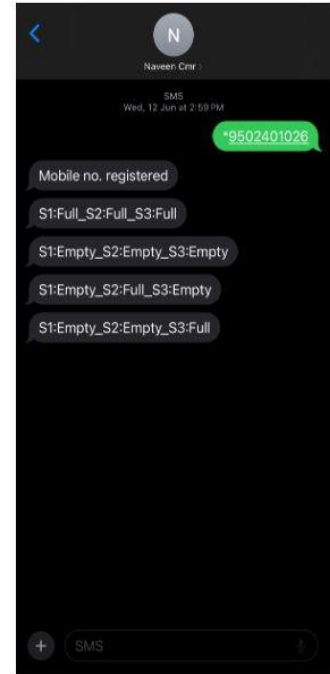 N
Naveen Cmr >
SMS
Wed, 12 Jun at 2:59 PM
*9502401026
Mobile no. registered
S1:Full_S2:Full_S3:Full
S1:Empty_S2:Empty_S3:Empty
S1:Empty_S2:Full_S3:Empty
S1:Empty_S2:Empty_S3:Full
SMS